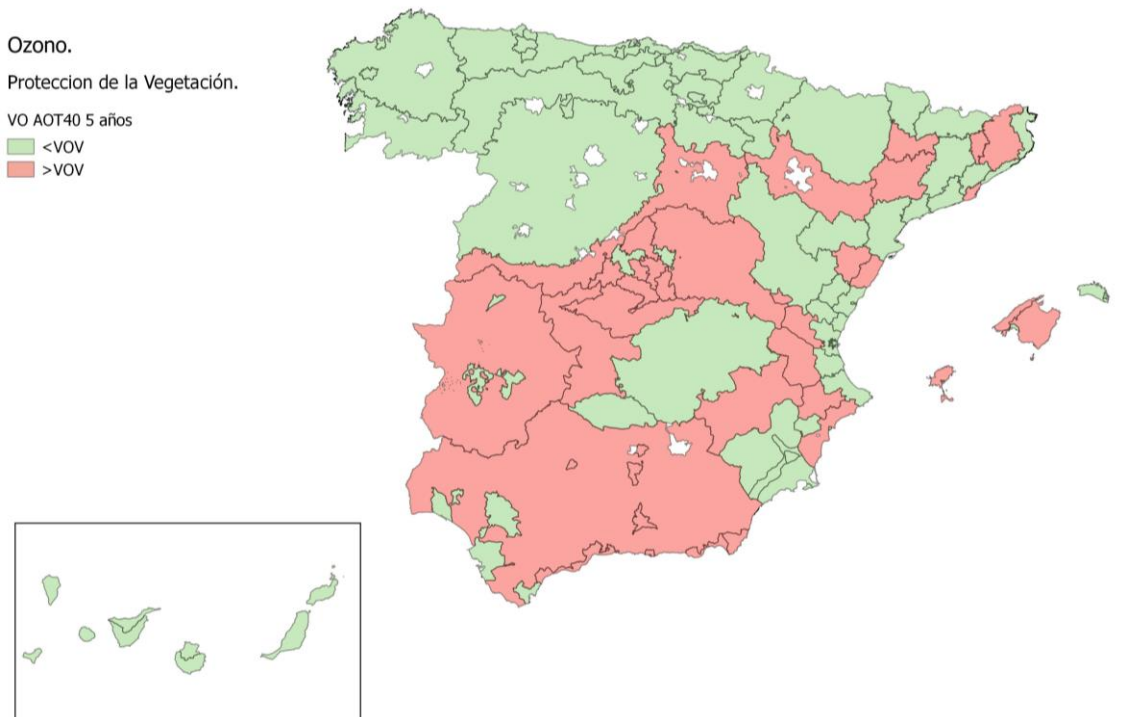 Ozono.
Proteccion de la Vegetación.
VO AOT40 5 años
<VOV
>VOV